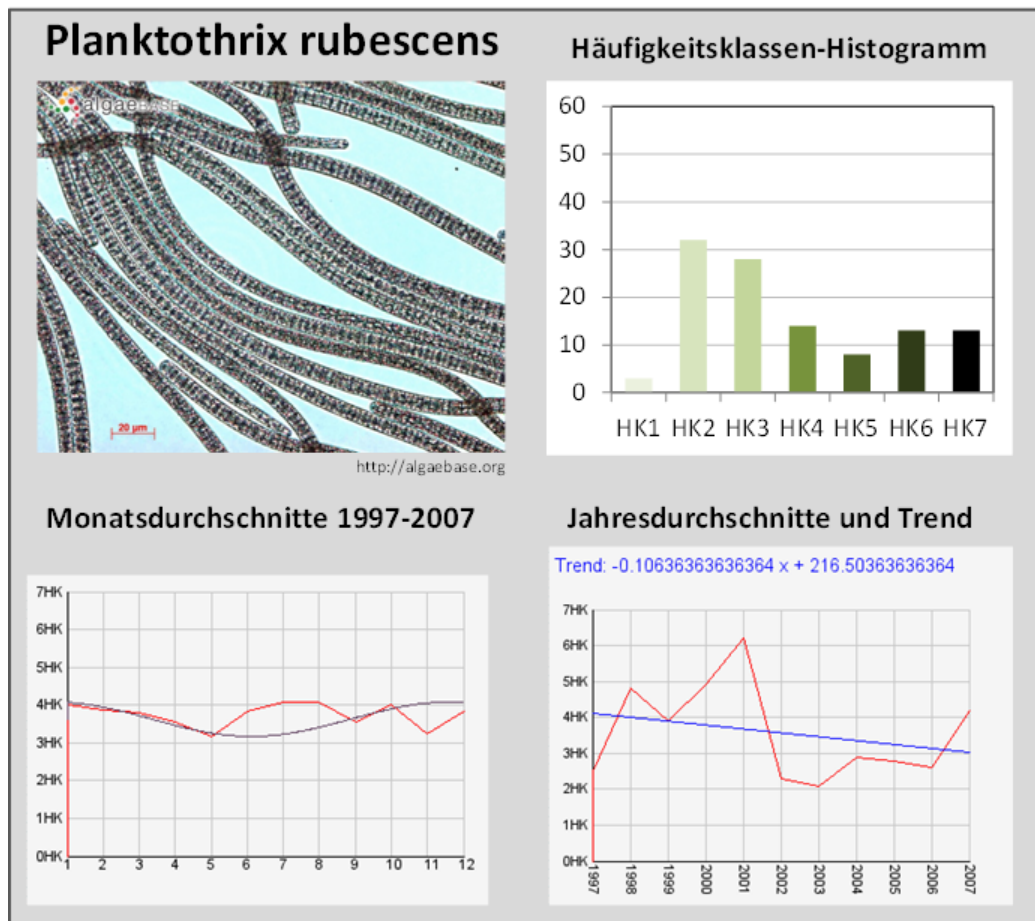 Planktothrix rubescens
algaeBASE
20 µm
http://algaebase.org
Häufigkeitsklassen-Histogramm
60
50
40
30
20
10
0
HK1 HK2 HK3 HK4 HK5 HK6 HK7
Monatsdurchschnitte 1997-2007
7HK
6HK
5HK
4HK
3HK
2HK
1HK
0HK
1 2 3 4 5 6 7 8 9 10 11 12
Jahresdurchschnitte und Trend
Trend: -0.10636363636364 x + 216.50363636364
7HK
6HK
5HK
4HK
3HK
2HK
1HK
0HK
1997 1998 1999 2000 2001 2002 2003 2004 2005 2006 2007